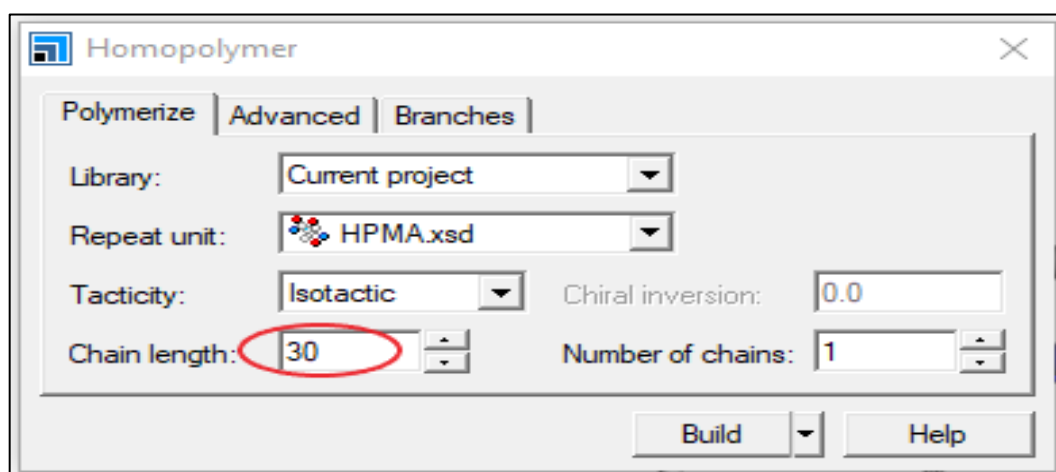 Homopolymer
Polymerize Advanced Branches
Library: Current project
Repeat unit: HPMA.xsd
Tacticity: Isotactic Chiral inversion: 0.0
Chain length: 30 Number of chains: 1
Build Help